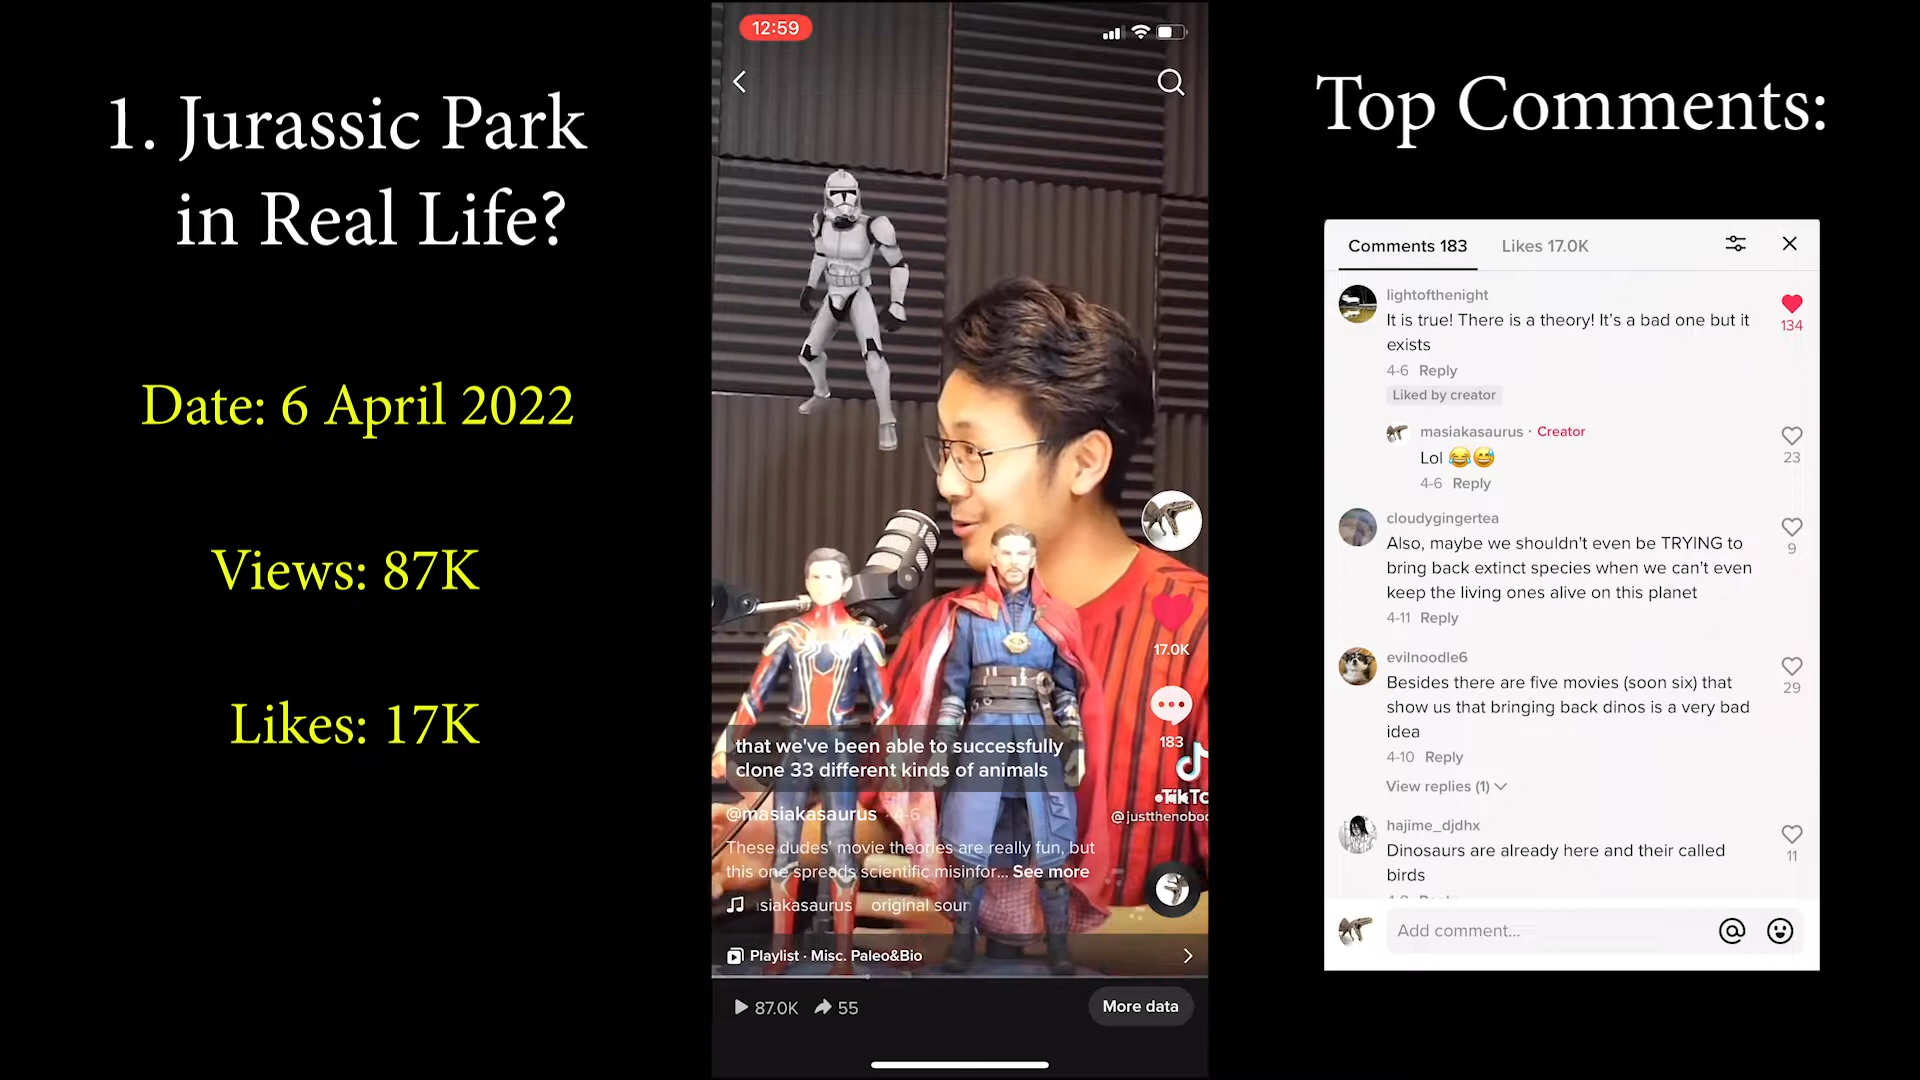 1. Jurassic Park
in Real Life?
Date: 6 April 2022
Views: 87K
Likes: 17K
12:59
17.0K
183
that we've been able to successfully
clone 33 different kinds of animals
TikTo
@justthenoboo
@masiakasaurus · 4-6
These dudes' movie theories are really fun, but
this one spreads scientific misinfor... See more
siakasaurus original soun
Playlist · Misc. Paleo&Bio
87.0K 55
More data
Top Comments:
Comments 183 Likes 17.0K
lightofthenight
It is true! There is a theory! It's a bad one but it
exists
134
4-6 Reply
Liked by creator
masiakasaurus · Creator
Lol 😂😅
23
4-6 Reply
cloudygingertea
Also, maybe we shouldn't even be TRYING to
bring back extinct species when we can't even
keep the living ones alive on this planet
9
4-11 Reply
evilnoodle6
Besides there are five movies (soon six) that
show us that bringing back dinos is a very bad
idea
29
4-10 Reply
View replies (1)
hajime_djdhx
Dinosaurs are already here and their called
birds
11
Add comment...